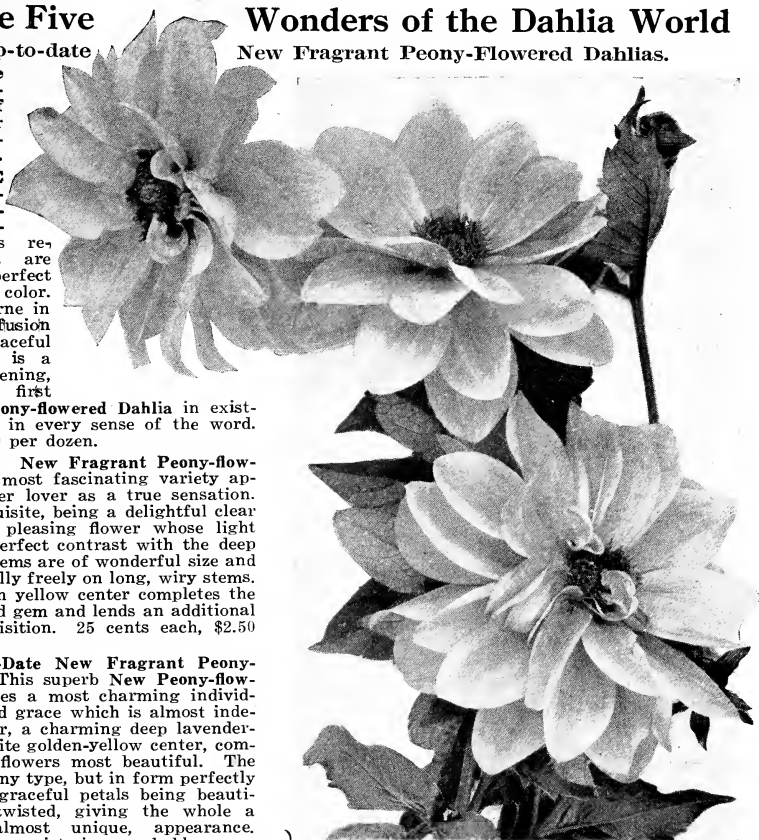 e Five
Wonders of the Dahlia World
p-to-date
New Fragrant Peony-Flowered Dahlias.
s re-
are
perfect
color.
rne in
fusion
aceful
is a
ening,
first
ony-flowered Dahlia in exist-
in every sense of the word.
per dozen.
New Fragrant Peony-flow-
most fascinating variety ap-
er lover as a true sensation.
uisite, being a delightful clear
pleasing flower whose light
erfect contrast with the deep
ems are of wonderful size and
lly freely on long, wiry stems.
n yellow center completes the
d gem and lends an additional
isition. 25 cents each, $2.50
-Date New Fragrant Peony-
This superb New Peony-flow-
es a most charming individ-
d grace which is almost inde-
r, a charming deep lavender-
ite golden-yellow center, com-
flowers most beautiful. The
ny type, but in form perfectly
graceful petals being beauti-
twisted, giving the whole a
almost unique, appearance.